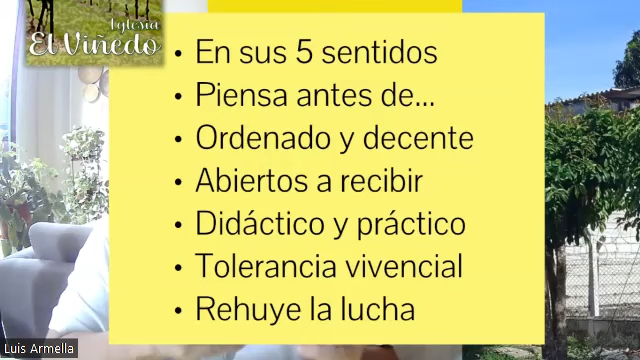 Iglesia
El Viñedo
• En sus 5 sentidos
• Piensa antes de...
• Ordenado y decente
• Abiertos a recibir
• Didáctico y práctico
• Tolerancia vivencial
• Rehuye la lucha
Luis Armella